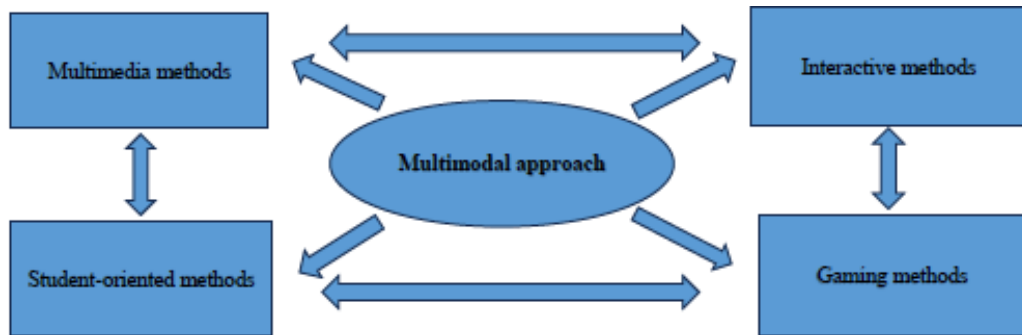 Multimedia methods
Interactive methods
Multimodal approach
Student-oriented methods
Gaming methods